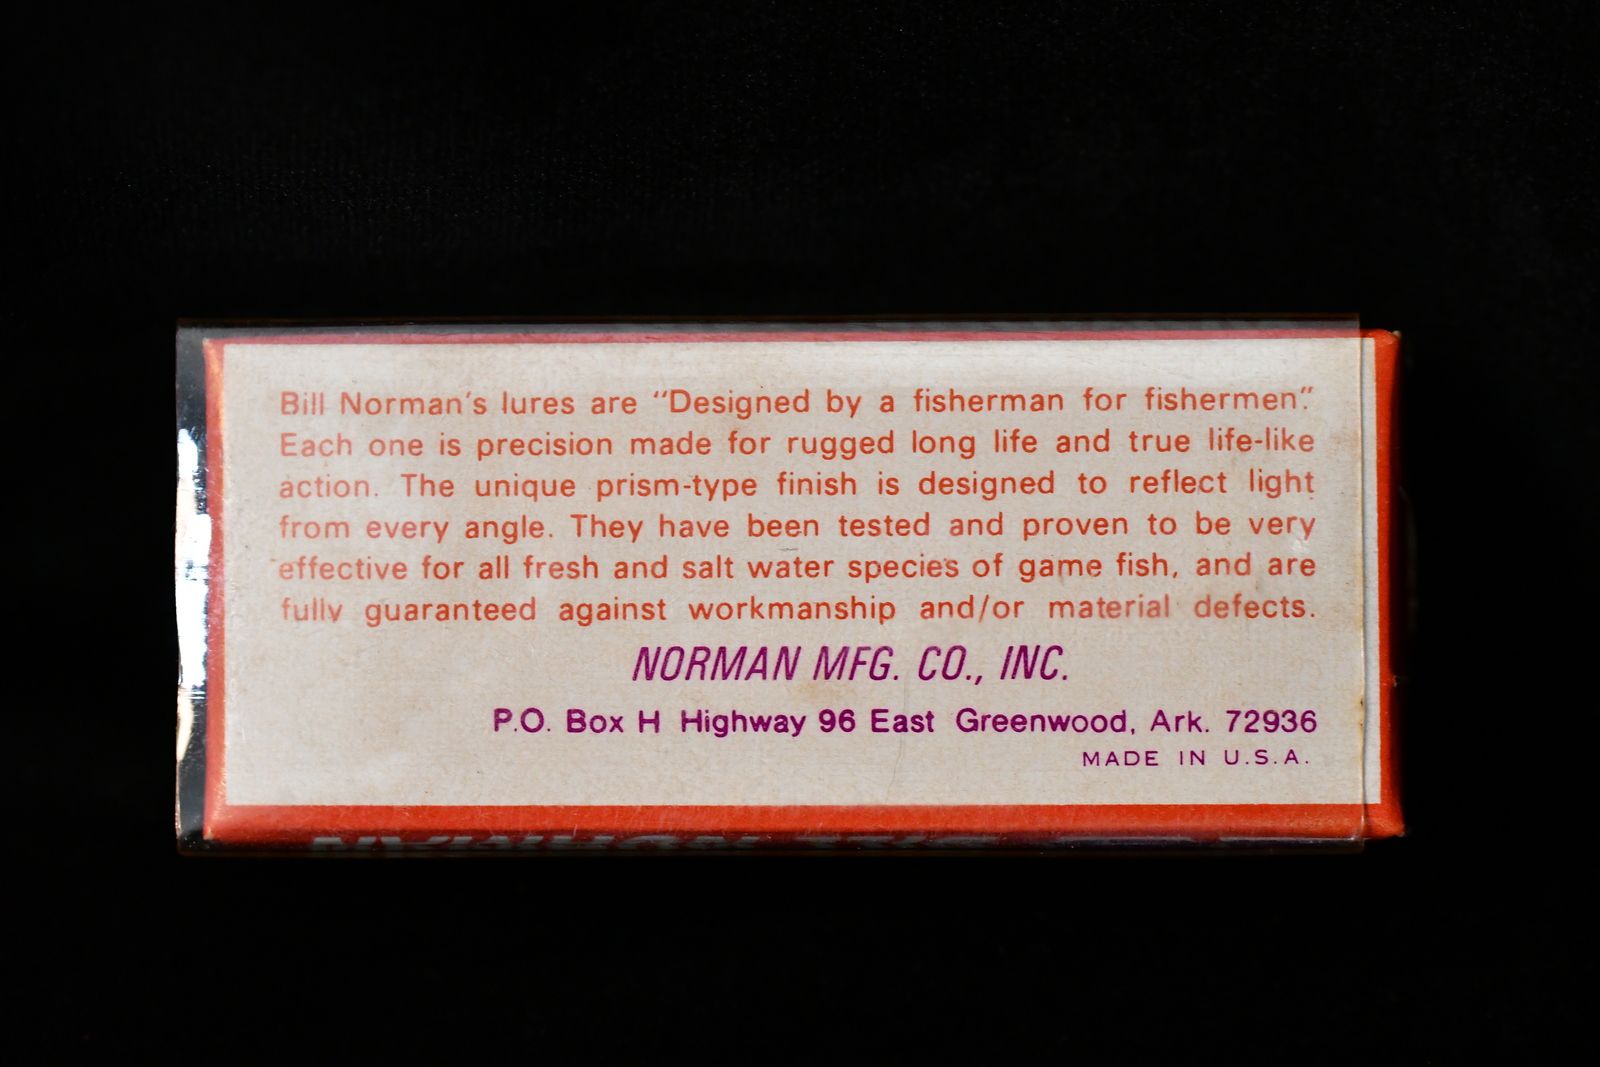 Bill Norman's lures are "Designed by a fisherman for fishermen."
Each one is precision made for rugged long life and true life-like
action. The unique prism-type finish is designed to reflect light
from every angle. They have been tested and proven to be very
effective for all fresh and salt water species of game fish, and are
fully guaranteed against workmanship and/or material defects.
NORMAN MFG. CO., INC.
P.O. Box H Highway 96 East Greenwood, Ark. 72936
MADE IN U.S.A.